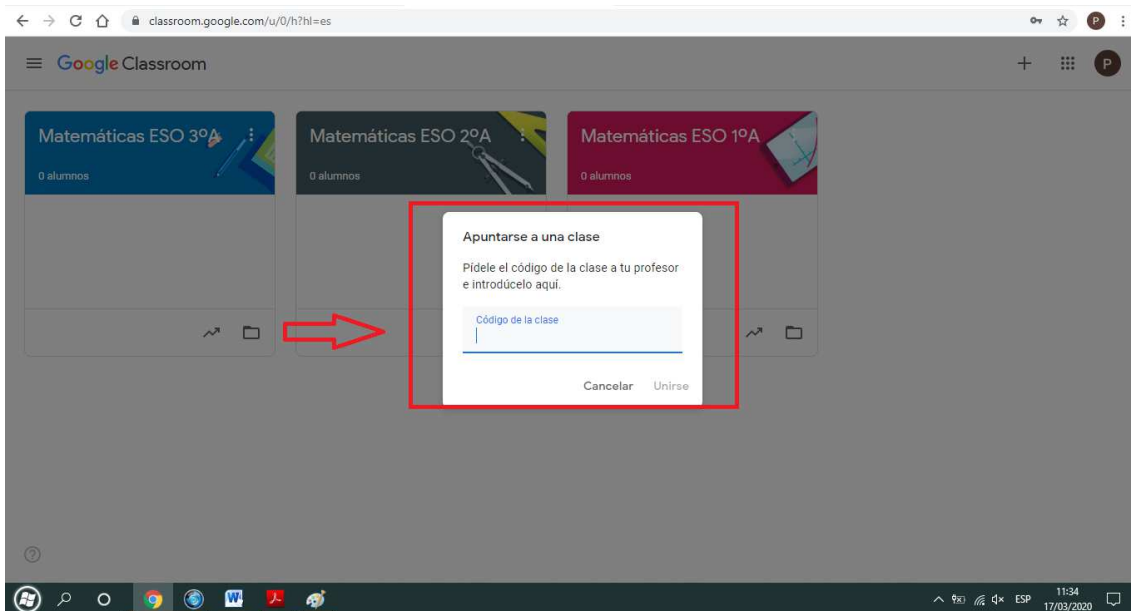 classroom.google.com/u/0/h?hl=es
P
Google Classroom
P
Matemáticas ESO 3ºA
0 alumnos
Matemáticas ESO 2ºA
0 alumnos
Matemáticas ESO 1ºA
0 alumnos
Apuntarse a una clase
Pídele el código de la clase a tu profesor
e introdúcelo aquí.
Código de la clase
Cancelar Unirse
ESP
11:34
17/03/2020